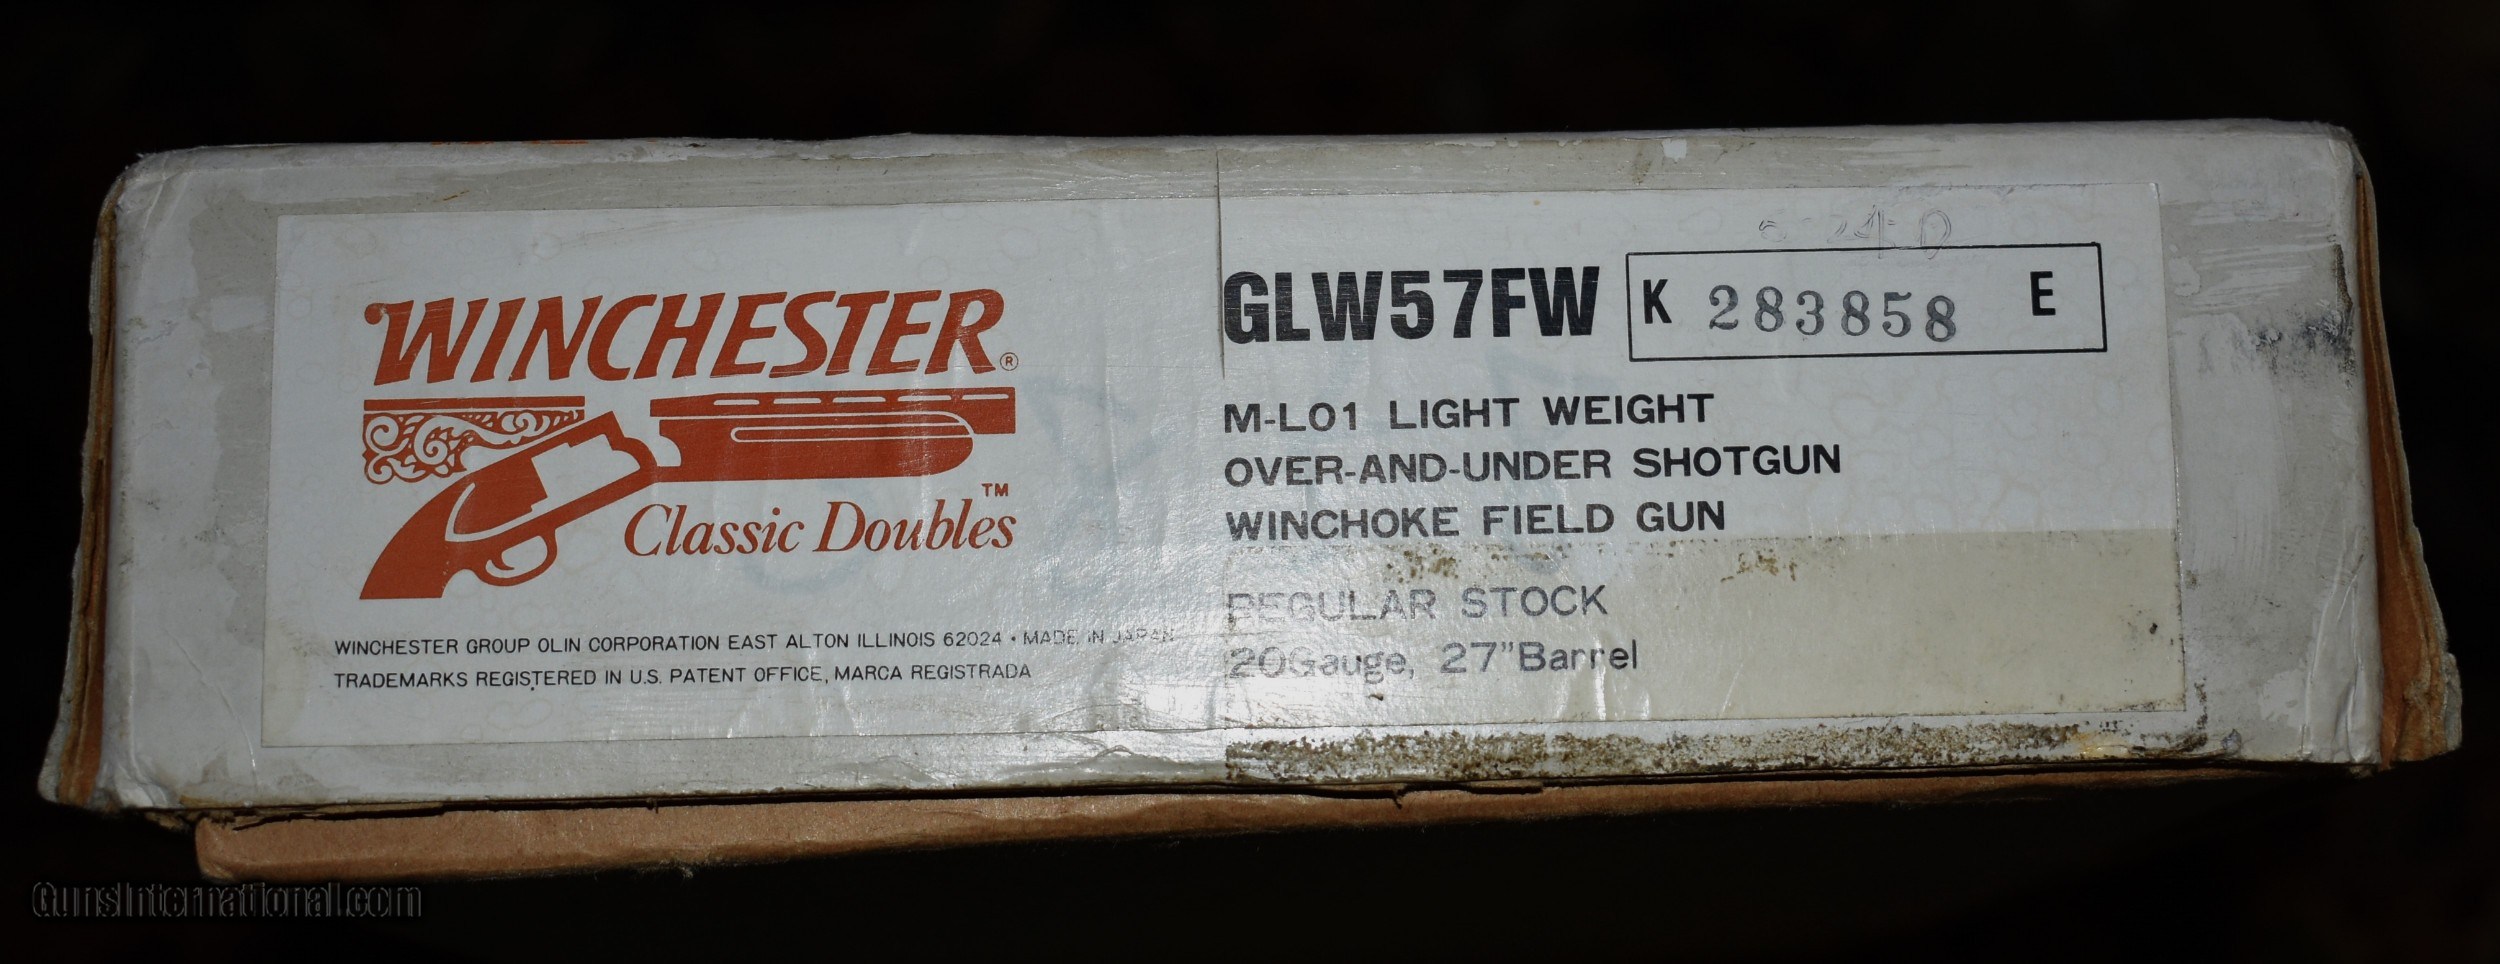 WINCHESTER®
Classic Doubles™
WINCHESTER GROUP OLIN CORPORATION EAST ALTON ILLINOIS 62024 • MADE IN JAPAN
TRADEMARKS REGISTERED IN U.S. PATENT OFFICE, MARCA REGISTRADA
GLW57FW K 283858 E
M-L01 LIGHT WEIGHT
OVER-AND-UNDER SHOTGUN
WINCHOKE FIELD GUN
REGULAR STOCK
20Gauge, 27"Barrel
GunsInternational.com